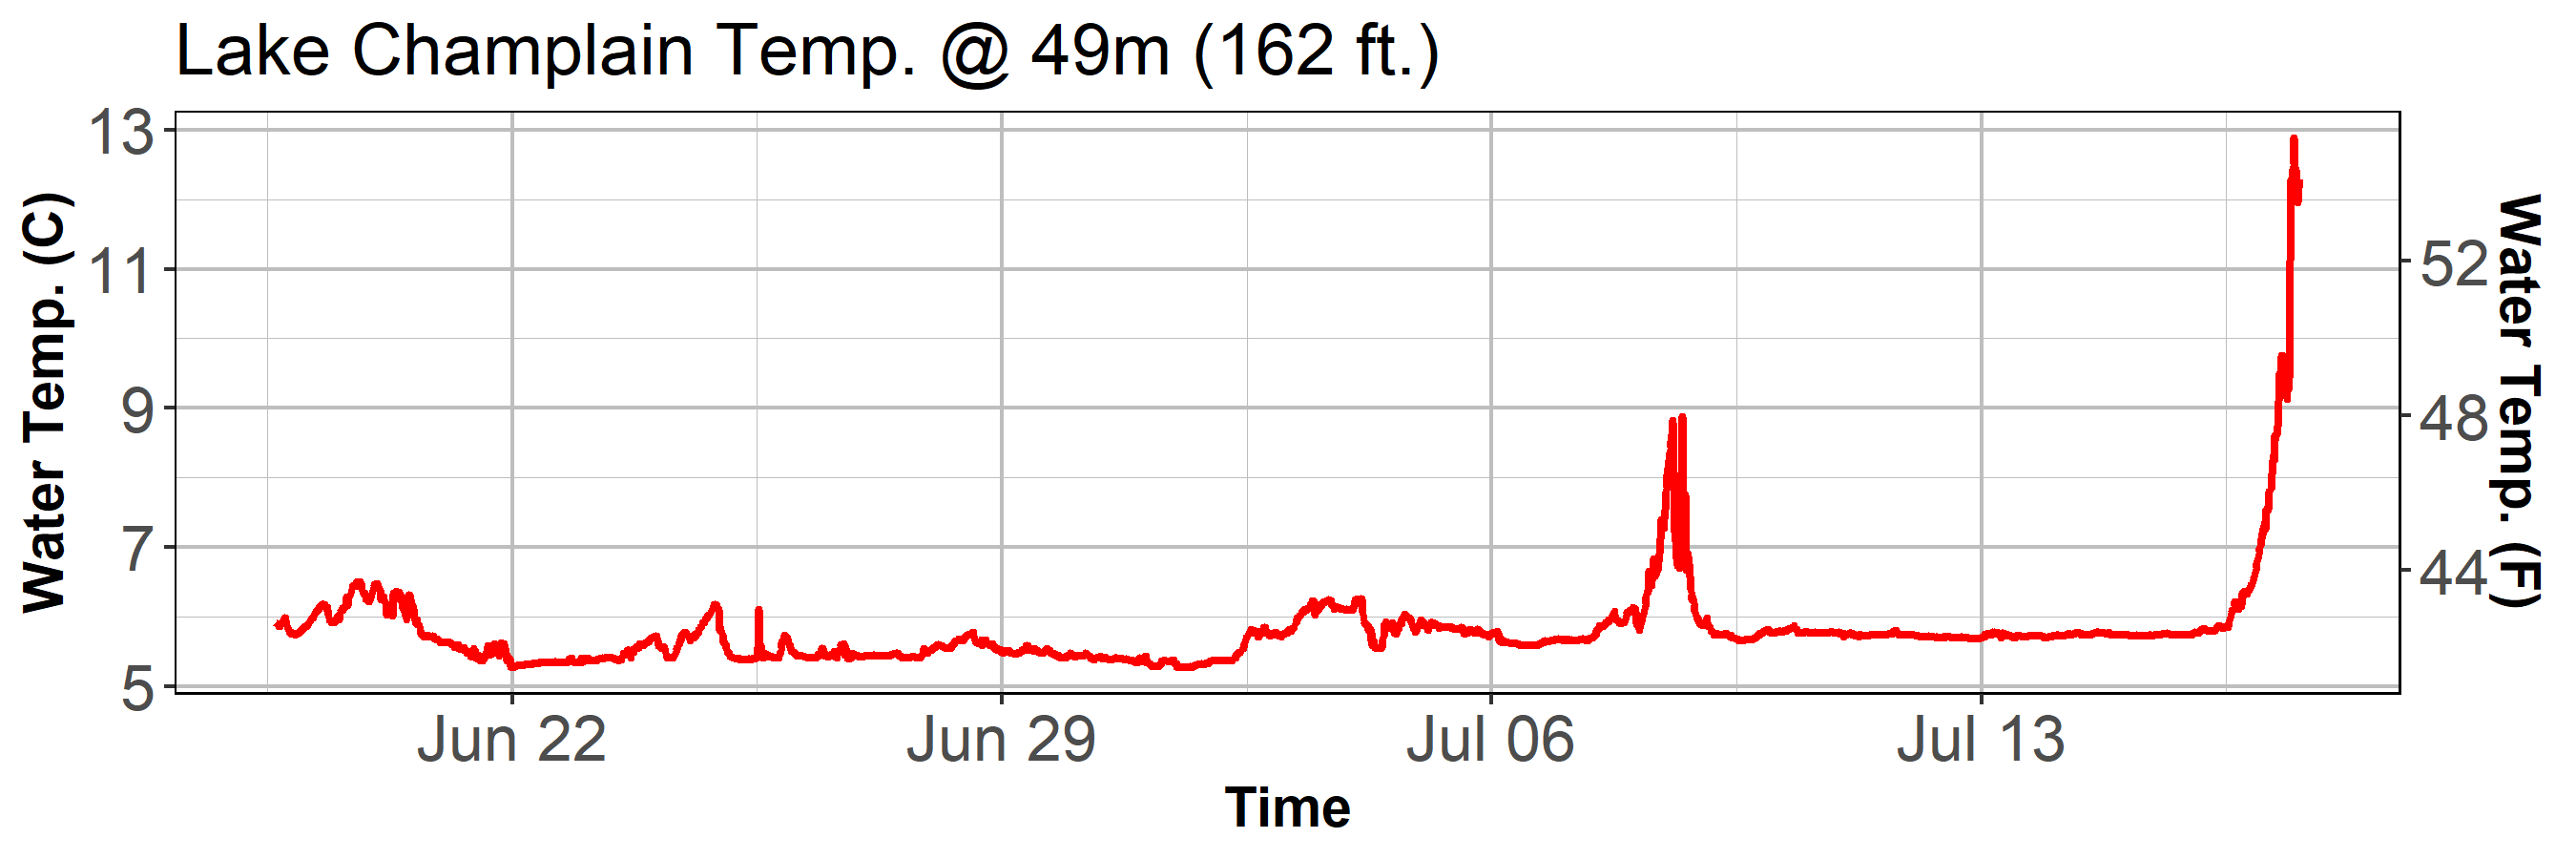 Lake Champlain Temp. @ 49m (162 ft.)
Water Temp. (C)
13
11
9
7
5
52
48
44
Water Temp. (F)
Jun 22
Jun 29
Jul 06
Jul 13
Time